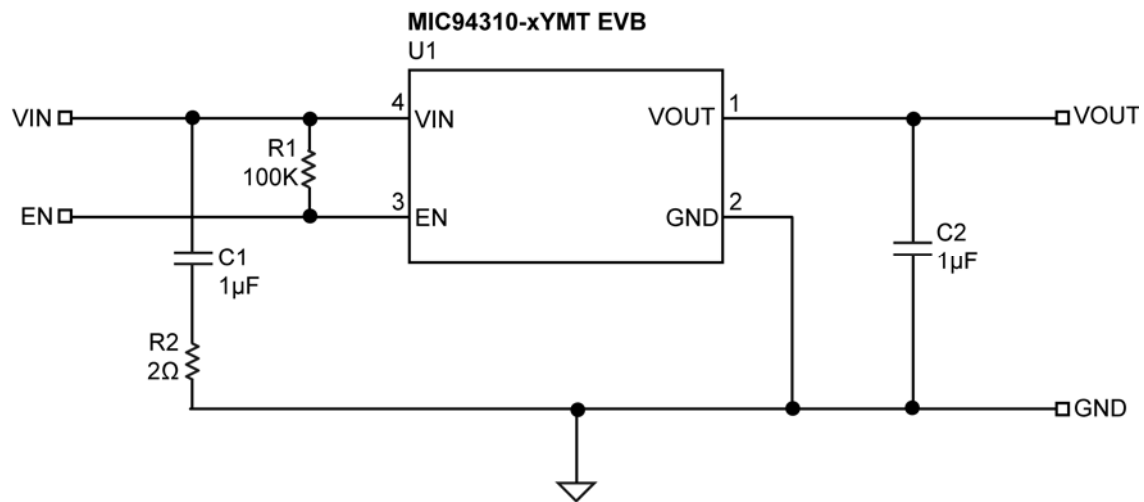 MIC94310-xYMT EVB
U1
VIN
4
VIN
VOUT
1
VOUT
R1
100K
EN
3
EN
GND
2
C1
1µF
C2
1µF
R2
2Ω
GND